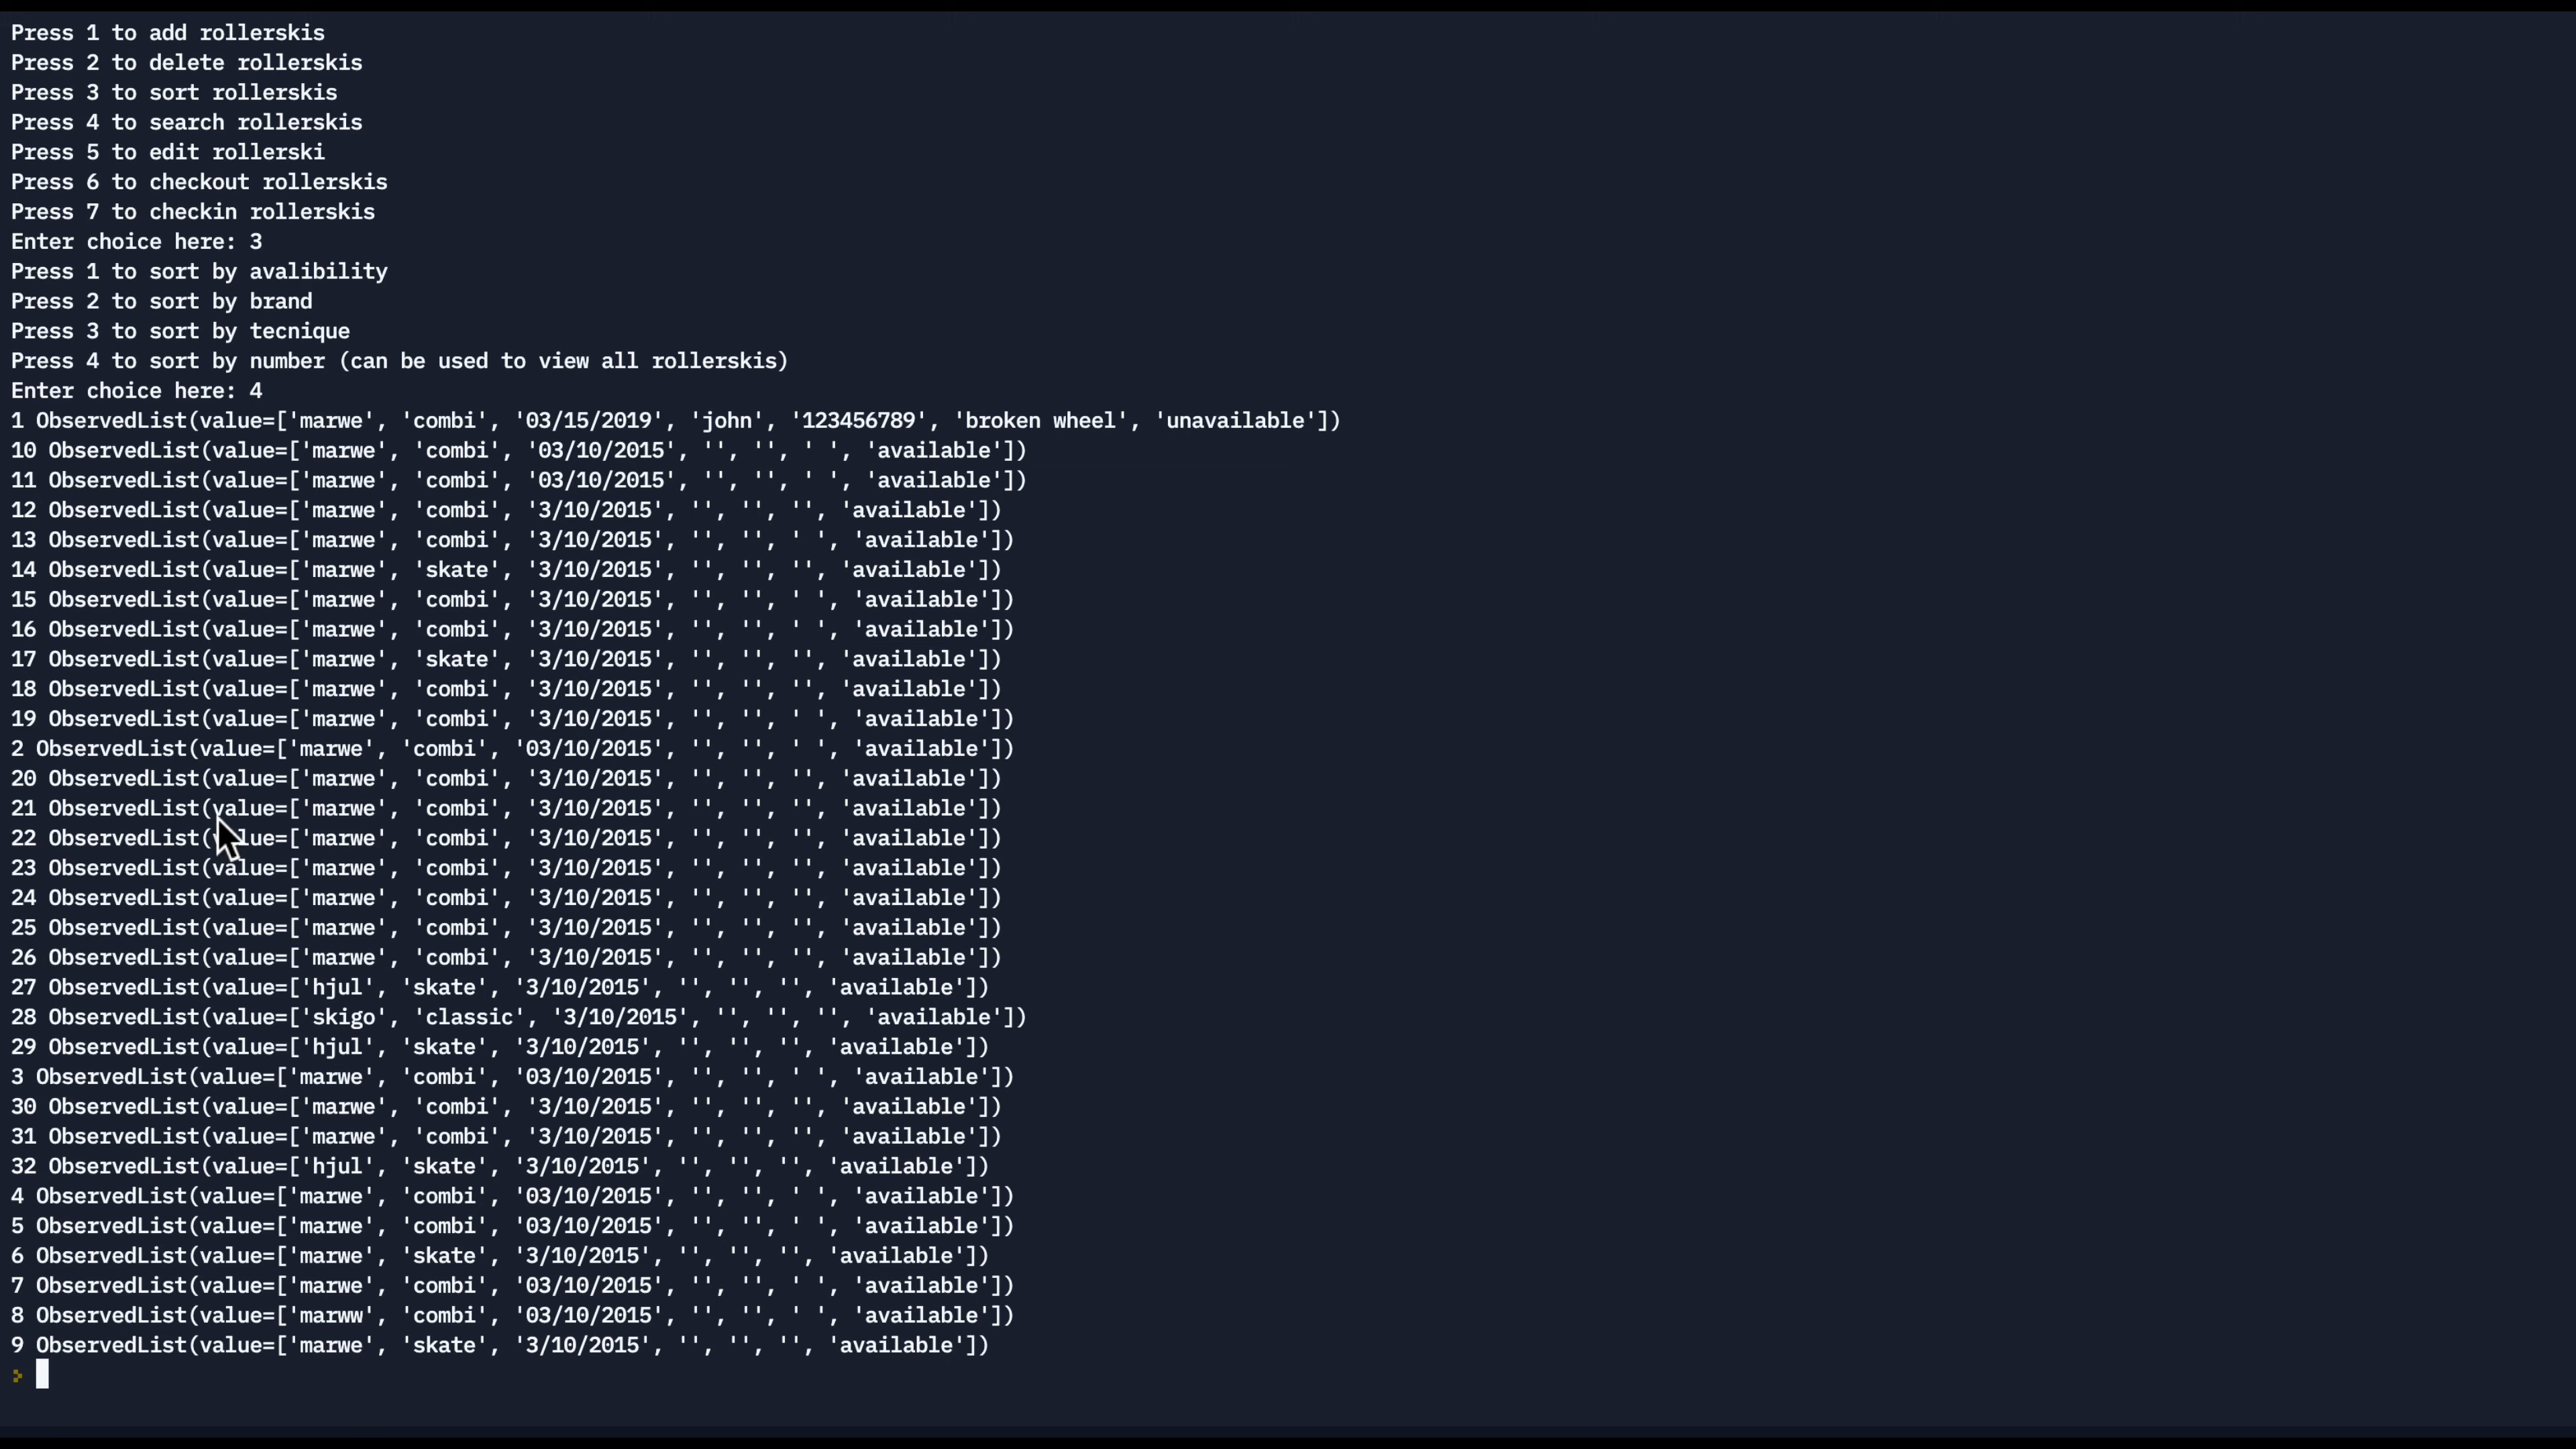 Press 1 to add rollerskis
Press 2 to delete rollerskis
Press 3 to sort rollerskis
Press 4 to search rollerskis
Press 5 to edit rollerski
Press 6 to checkout rollerskis
Press 7 to checkin rollerskis
Enter choice here: 3
Press 1 to sort by avalibility
Press 2 to sort by brand
Press 3 to sort by tecnique
Press 4 to sort by number (can be used to view all rollerskis)
Enter choice here: 4
1 ObservedList(value=['marwe', 'combi', '03/15/2019', 'john', '123456789', 'broken wheel', 'unavailable'])
10 ObservedList(value=['marwe', 'combi', '03/10/2015', '', '', ' ', 'available'])
11 ObservedList(value=['marwe', 'combi', '03/10/2015', '', '', ' ', 'available'])
12 ObservedList(value=['marwe', 'combi', '3/10/2015', '', '', '', 'available'])
13 ObservedList(value=['marwe', 'combi', '3/10/2015', '', '', ' ', 'available'])
14 ObservedList(value=['marwe', 'skate', '3/10/2015', '', '', '', 'available'])
15 ObservedList(value=['marwe', 'combi', '3/10/2015', '', '', ' ', 'available'])
16 ObservedList(value=['marwe', 'combi', '3/10/2015', '', '', ' ', 'available'])
17 ObservedList(value=['marwe', 'skate', '3/10/2015', '', '', '', 'available'])
18 ObservedList(value=['marwe', 'combi', '3/10/2015', '', '', '', 'available'])
19 ObservedList(value=['marwe', 'combi', '3/10/2015', '', '', ' ', 'available'])
2 ObservedList(value=['marwe', 'combi', '03/10/2015', '', '', ' ', 'available'])
20 ObservedList(value=['marwe', 'combi', '3/10/2015', '', '', '', 'available'])
21 ObservedList(value=['marwe', 'combi', '3/10/2015', '', '', '', 'available'])
22 ObservedList(value=['marwe', 'combi', '3/10/2015', '', '', '', 'available'])
23 ObservedList(value=['marwe', 'combi', '3/10/2015', '', '', '', 'available'])
24 ObservedList(value=['marwe', 'combi', '3/10/2015', '', '', '', 'available'])
25 ObservedList(value=['marwe', 'combi', '3/10/2015', '', '', '', 'available'])
26 ObservedList(value=['marwe', 'combi', '3/10/2015', '', '', '', 'available'])
27 ObservedList(value=['hjul', 'skate', '3/10/2015', '', '', '', 'available'])
28 ObservedList(value=['skigo', 'classic', '3/10/2015', '', '', '', 'available'])
29 ObservedList(value=['hjul', 'skate', '3/10/2015', '', '', '', 'available'])
3 ObservedList(value=['marwe', 'combi', '03/10/2015', '', '', ' ', 'available'])
30 ObservedList(value=['marwe', 'combi', '3/10/2015', '', '', '', 'available'])
31 ObservedList(value=['marwe', 'combi', '3/10/2015', '', '', '', 'available'])
32 ObservedList(value=['hjul', 'skate', '3/10/2015', '', '', '', 'available'])
4 ObservedList(value=['marwe', 'combi', '03/10/2015', '', '', ' ', 'available'])
5 ObservedList(value=['marwe', 'combi', '03/10/2015', '', '', ' ', 'available'])
6 ObservedList(value=['marwe', 'skate', '3/10/2015', '', '', '', 'available'])
7 ObservedList(value=['marwe', 'combi', '03/10/2015', '', '', ' ', 'available'])
8 ObservedList(value=['marww', 'combi', '03/10/2015', '', '', ' ', 'available'])
9 ObservedList(value=['marwe', 'skate', '3/10/2015', '', '', '', 'available'])